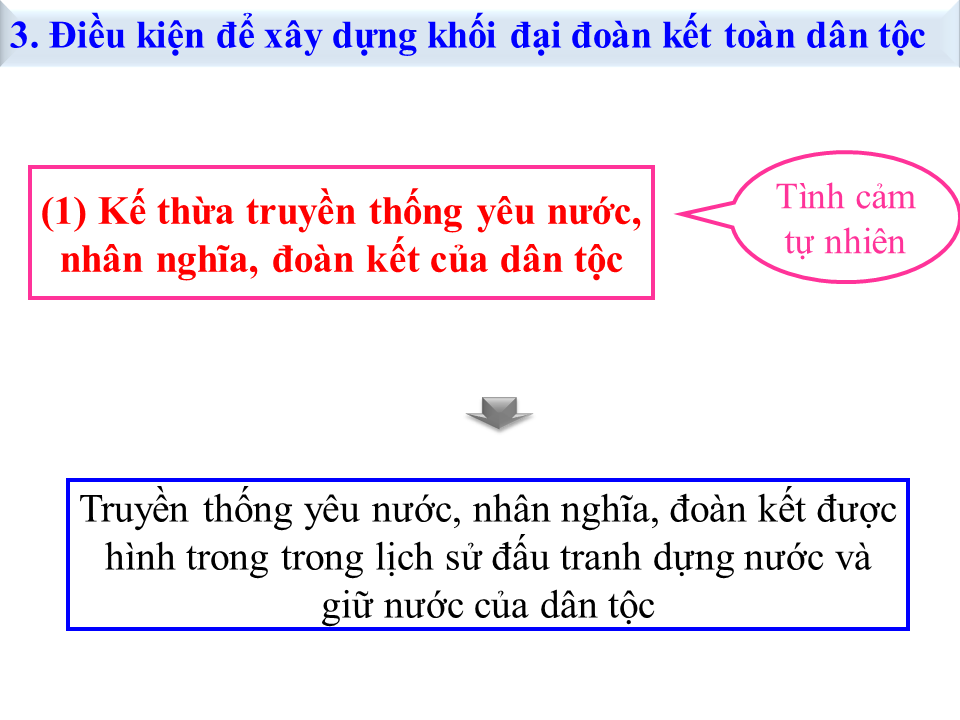 3. Điều kiện để xây dựng khối đại đoàn kết toàn dân tộc
(1) Kế thừa truyền thống yêu nước,
nhân nghĩa, đoàn kết của dân tộc
Tình cảm
tự nhiên
Truyền thống yêu nước, nhân nghĩa, đoàn kết được
hình trong trong lịch sử đấu tranh dựng nước và
giữ nước của dân tộc